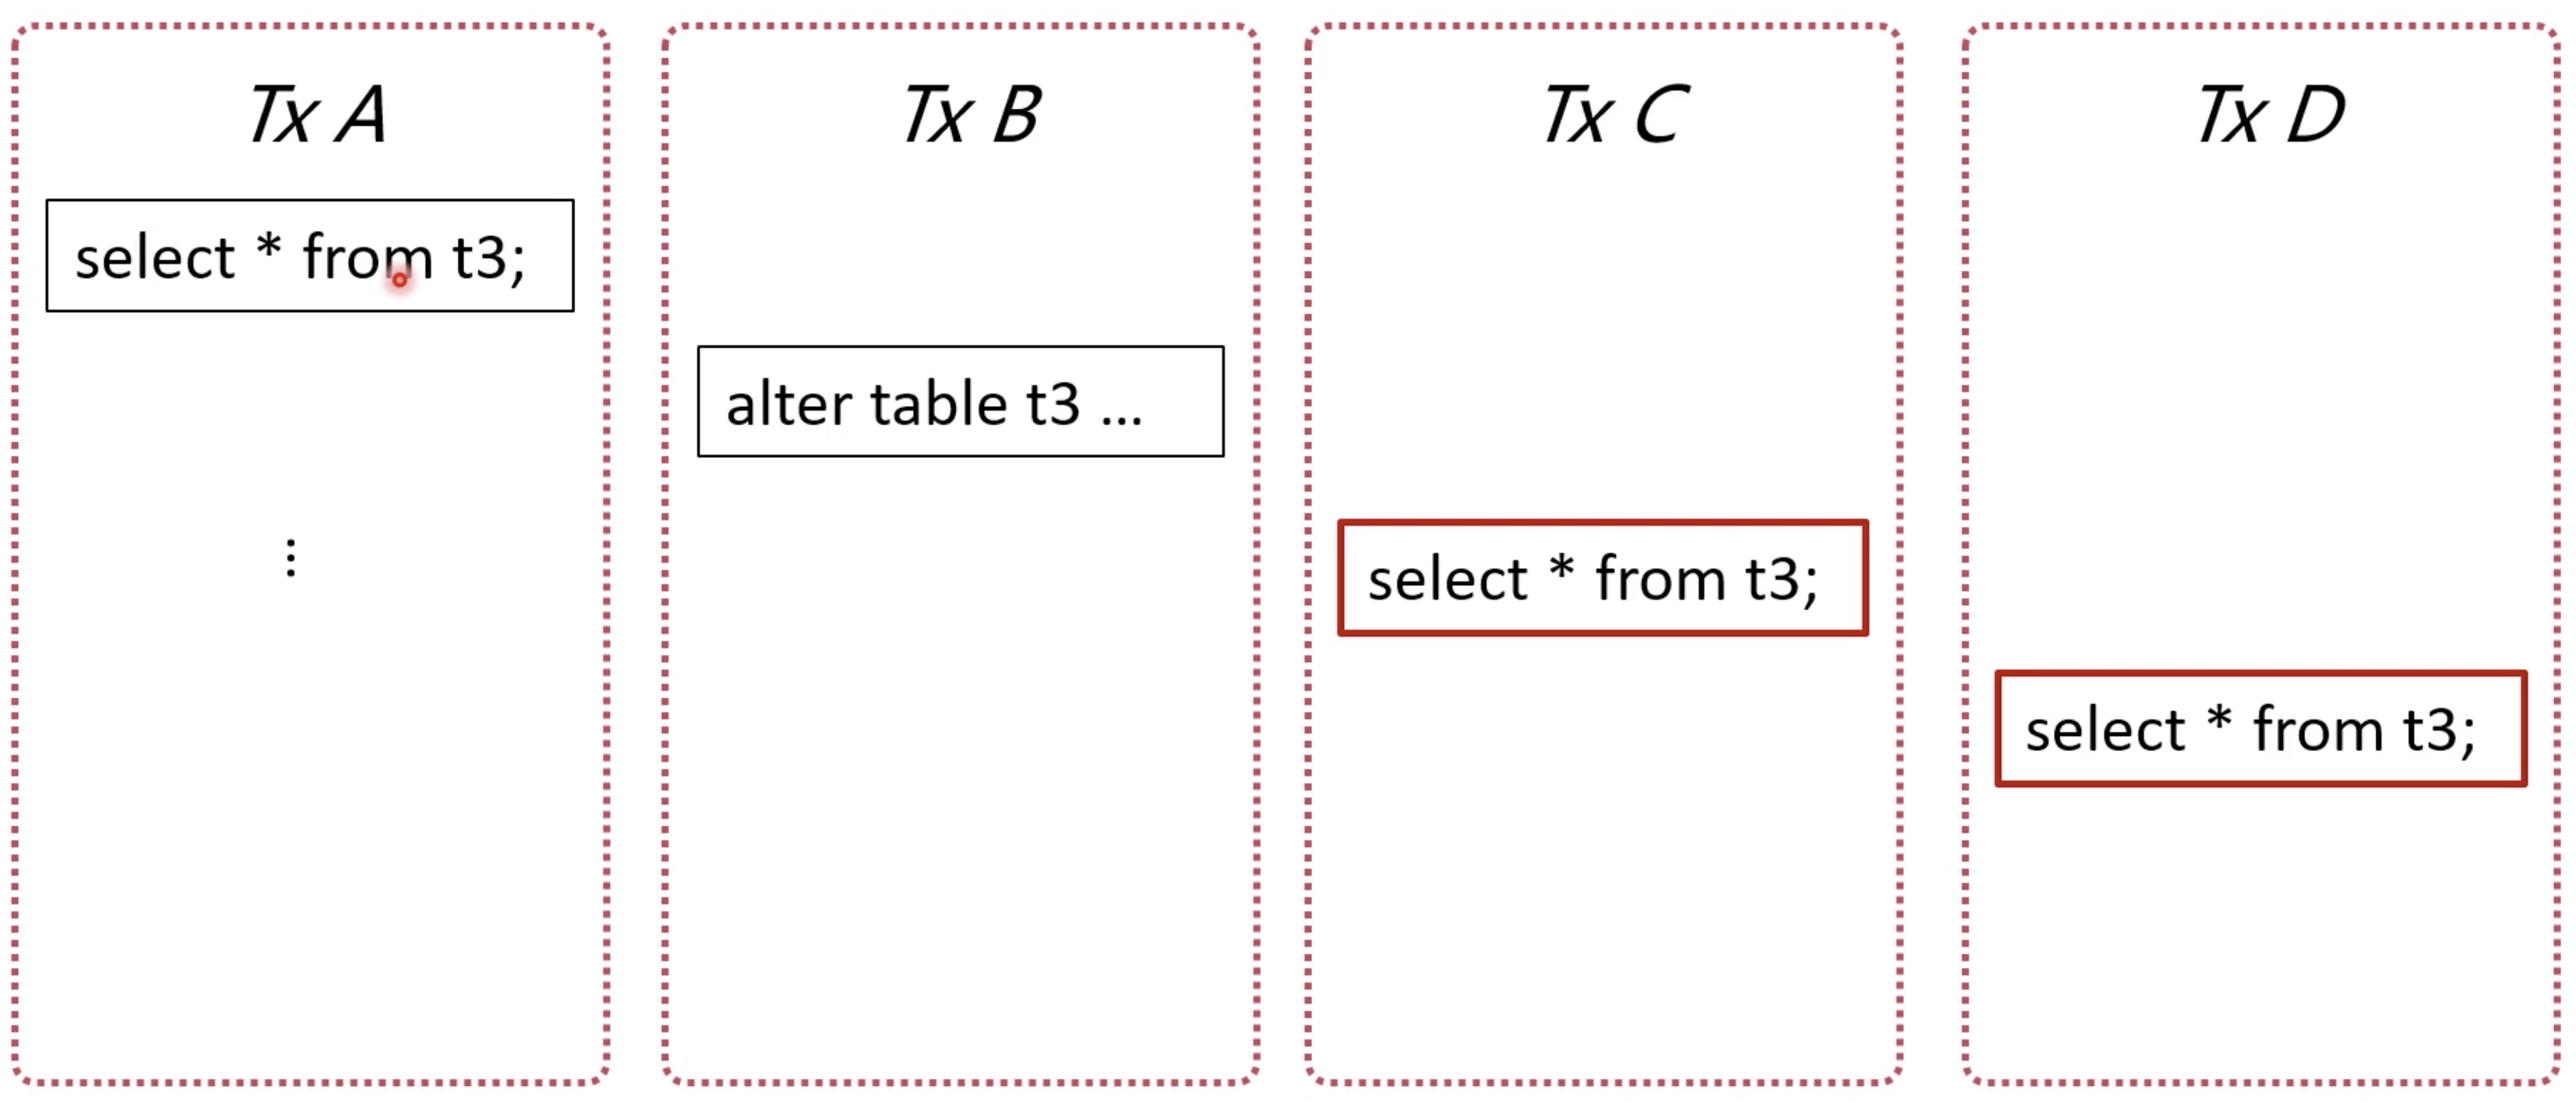 Tx A
Tx B
Tx C
Tx D
select * from t3;
alter table t3 ...
⋮
select * from t3;
select * from t3;